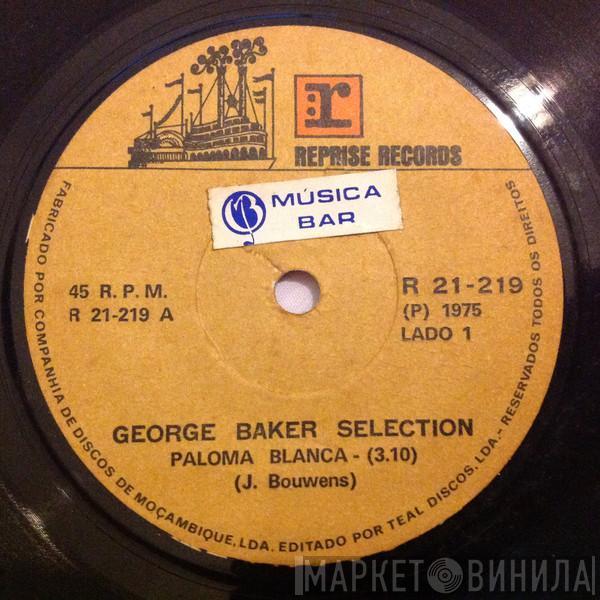 r
REPRISE RECORDS
MÚSICA
BAR
45 R. P. M.
R 21-219 A
R 21-219
(P) 1975
LADO 1
GEORGE BAKER SELECTION
PALOMA BLANCA - (3.10)
(J. Bouwens)
FABRICADO POR COMPANHIA DE DISCOS DE MOÇAMBIQUE, LDA. EDITADO POR TEAL DISCOS, LDA. - RESERVADOS TODOS OS DIREITOS
МАРКЕТ ВИНИЛА